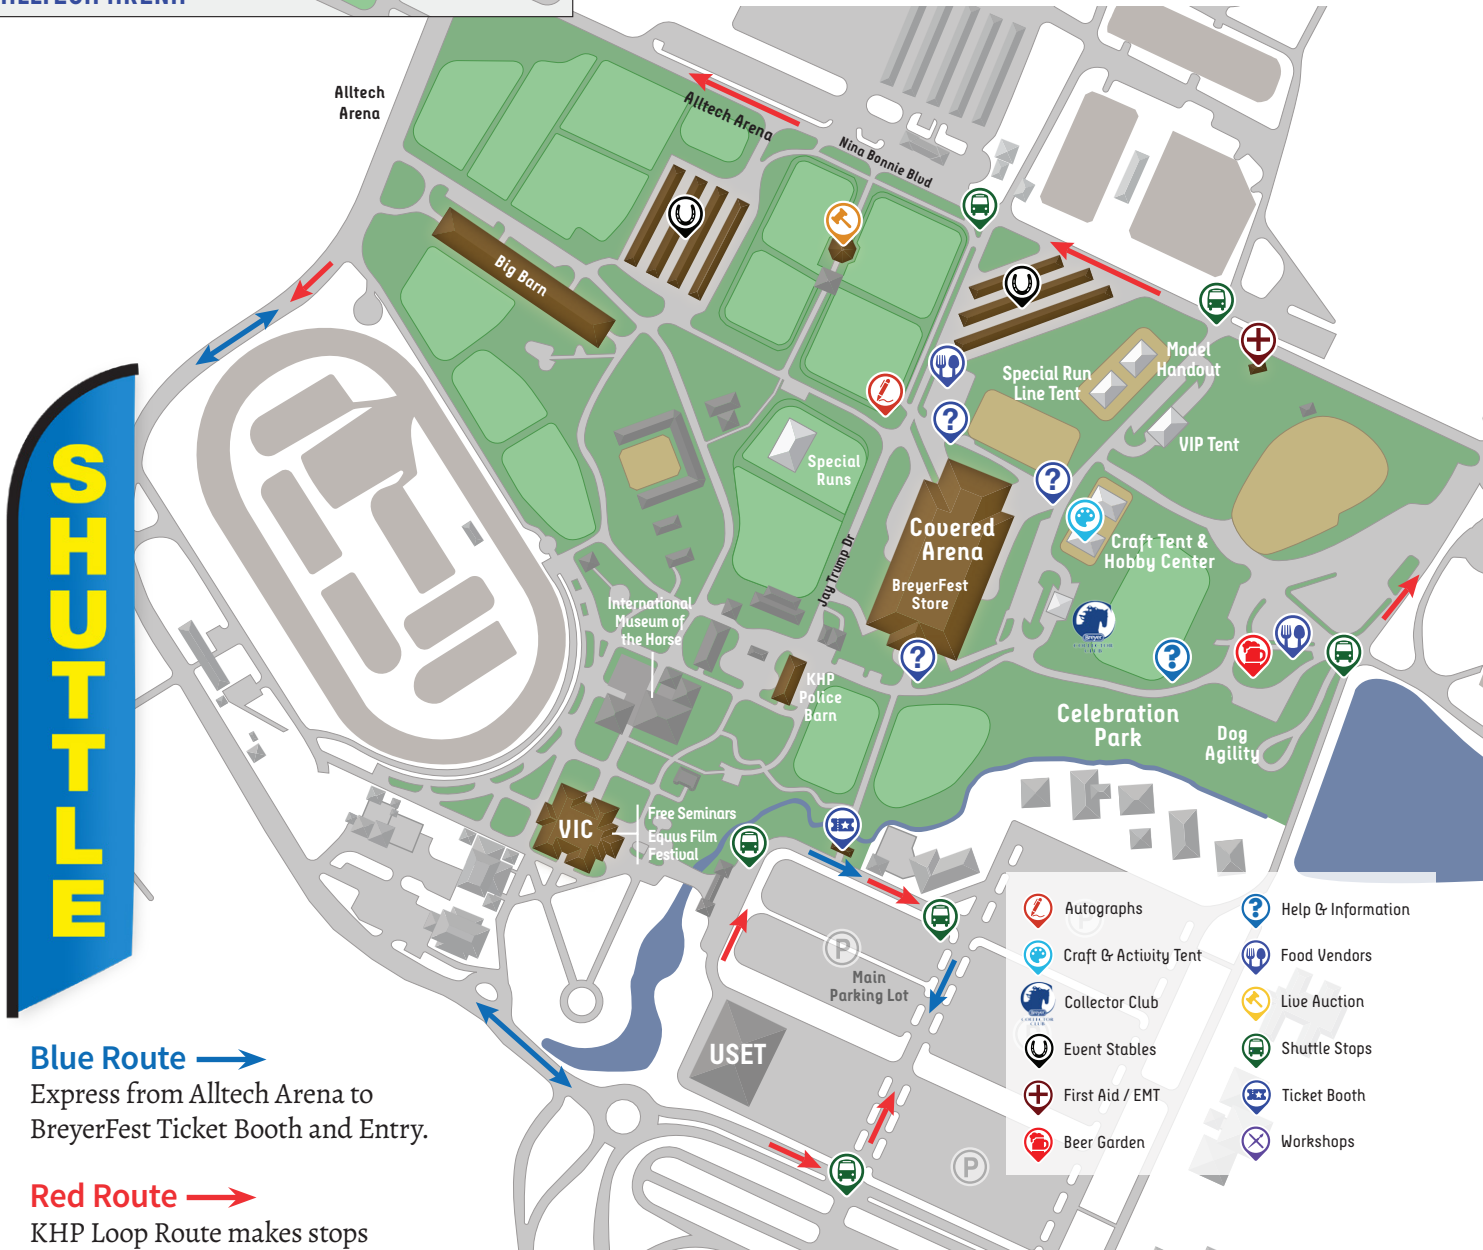 ALLTECH ARENA
Alltech
Arena
Alltech Arena
Nina Bonnie Blvd
Big Barn
Model
Handout
Special Run
Line Tent
VIP Tent
Special
Runs
Covered
Arena
BreyerFest
Store
Craft Tent &
Hobby Center
Jay Trump Dr
International
Museum of
the Horse
KHP
Police
Barn
Celebration
Park
Dog
Agility
VIC
Free Seminars
Equus Film
Festival
P
Main
Parking Lot
USET
P
SHUTTLE
Blue Route
Express from Alltech Arena to
BreyerFest Ticket Booth and Entry.
Red Route
KHP Loop Route makes stops
Autographs
Craft & Activity Tent
Collector Club
Event Stables
First Aid / EMT
Beer Garden
Help & Information
Food Vendors
Live Auction
Shuttle Stops
Ticket Booth
Workshops